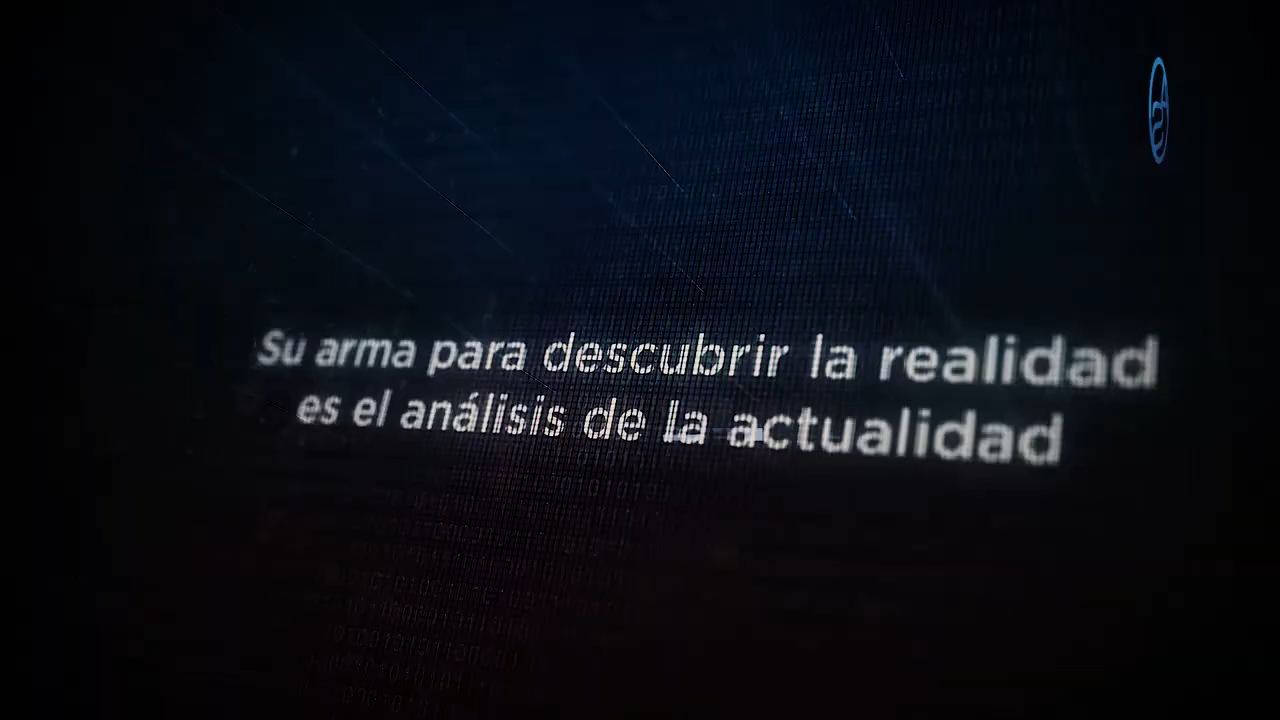 Su arma para descubrir la realidad
es el análisis de la actualidad